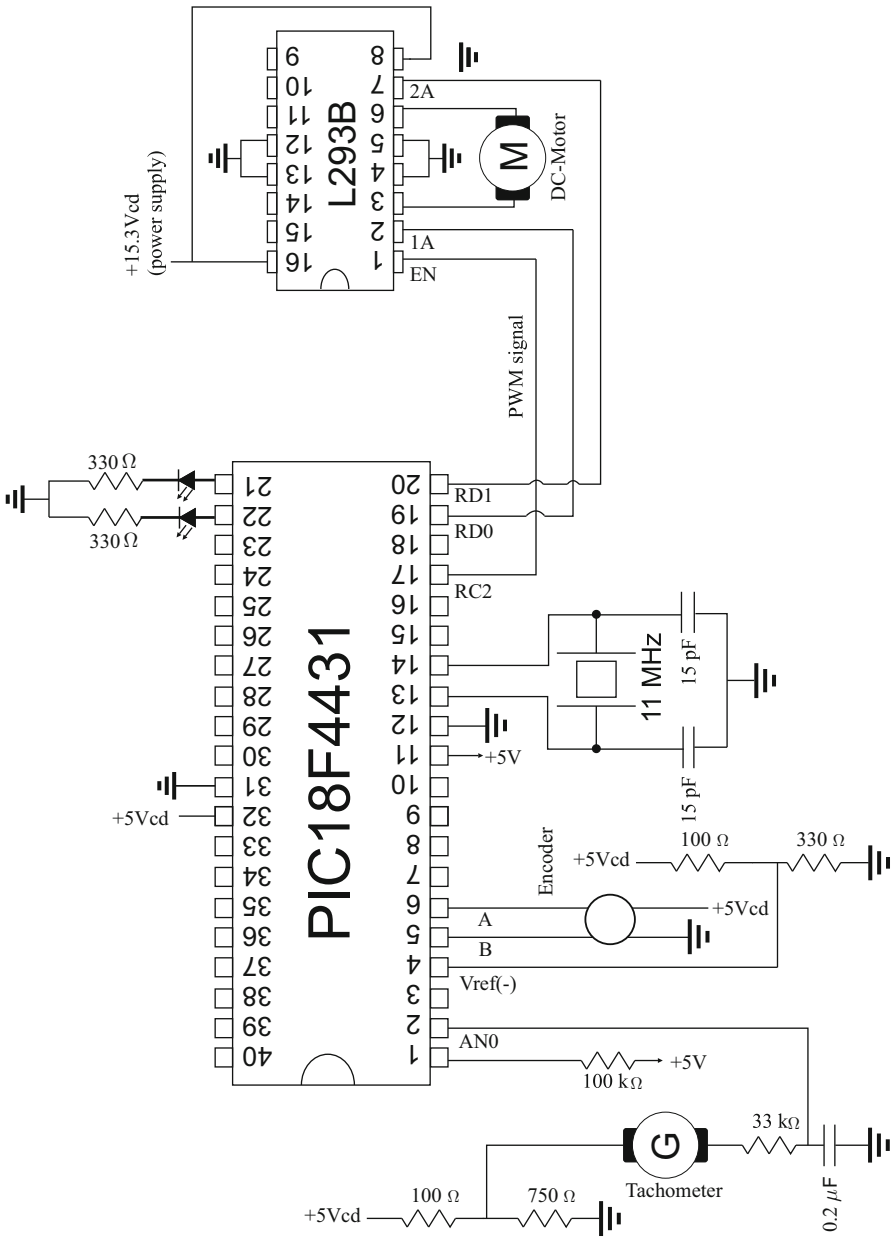 +15.3Vcd
(power supply)
L293B
9
10
11
12
13
14
15
16
8
7
6
5
4
3
2
1
2A
1A
EN
M
DC-Motor
PWM signal
330 Ω
330 Ω
PIC18F4431
21
22
23
24
25
26
27
28
29
30
31
32
33
34
35
36
37
38
39
40
20
19
18
17
16
15
14
13
12
11
10
9
8
7
6
5
4
3
2
1
RD1
RD0
RC2
11 MHz
15 pF
15 pF
+5V
+5Vcd
Encoder
A
B
+5Vcd
+5Vcd
100 Ω
330 Ω
Vref(-)
AN0
100 kΩ
+5V
G
Tachometer
33 kΩ
0.2 µF
+5Vcd
100 Ω
750 Ω